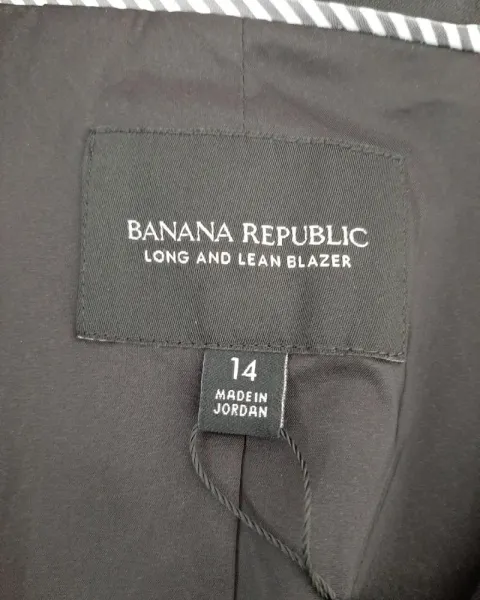 BANANA REPUBLIC
LONG AND LEAN BLAZER
14
MADE IN
JORDAN